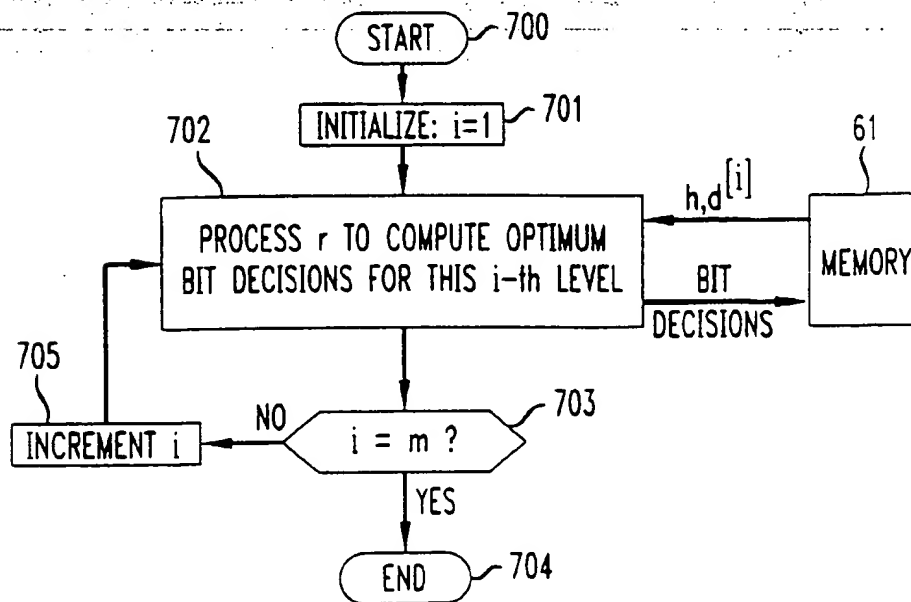 START
700
INITIALIZE: i=1
701
702
61
PROCESS r TO COMPUTE OPTIMUM
BIT DECISIONS FOR THIS i-th LEVEL
h,d[i]
MEMORY
BIT
DECISIONS
705
INCREMENT i
NO
i = m ?
703
YES
END
704